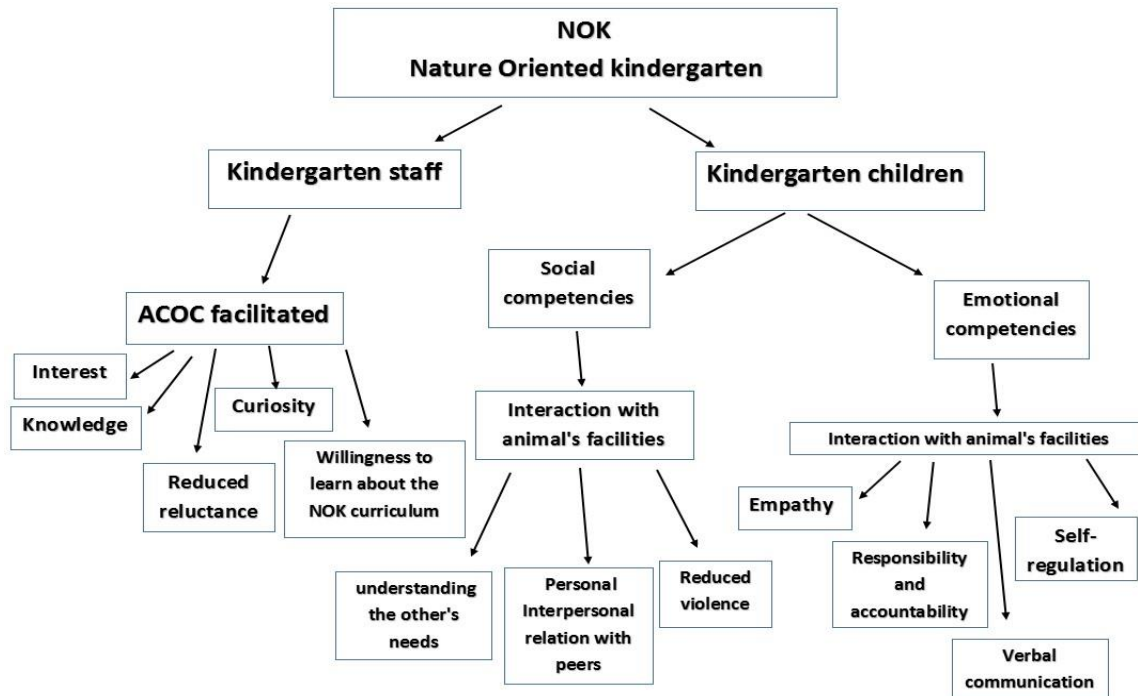 NOK
Nature Oriented kindergarten
Kindergarten staff
Kindergarten children
Social
competencies
Emotional
competencies
ACOC facilitated
Interest
Knowledge
Curiosity
Reduced
reluctance
Willingness to
learn about the
NOK curriculum
Interaction with
animal's facilities
Interaction with animal's facilities
understanding
the other's
needs
Personal
Interpersonal
relation with
peers
Reduced
violence
Empathy
Responsibility
and
accountability
Verbal
communication
Self-
regulation